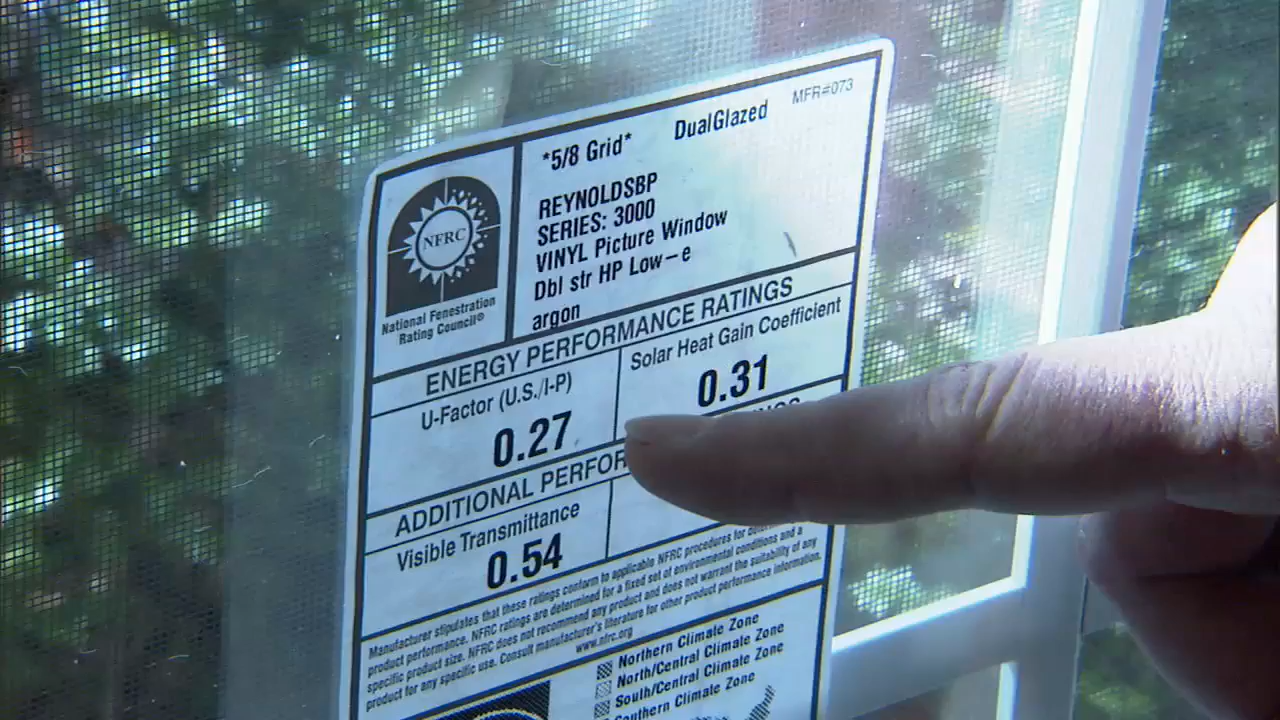 MFR#073
*5/8 Grid* DualGlazed
REYNOLDSBP
SERIES: 3000
VINYL Picture Window
Dbl str HP Low-e
argon
NFRC
National Fenestration
Rating Council®
ENERGY PERFORMANCE RATINGS
U-Factor (U.S./I-P)
0.27
Solar Heat Gain Coefficient
0.31
ADDITIONAL
Visible Transmittance
0.54
Manufacturer stipulates that these ratings conform to applicable NFRC procedures for
product performance. NFRC ratings are determined for a fixed set of environmental conditions and a
specific product size. NFRC does not recommend any product and does not warrant the suitability of any
product for any specific use. Consult manufacturer's literature for other product performance information.
www.nfrc.org
Northern Climate Zone
North/Central Climate Zone
South/Central Climate Zone
Southern Climate Zone